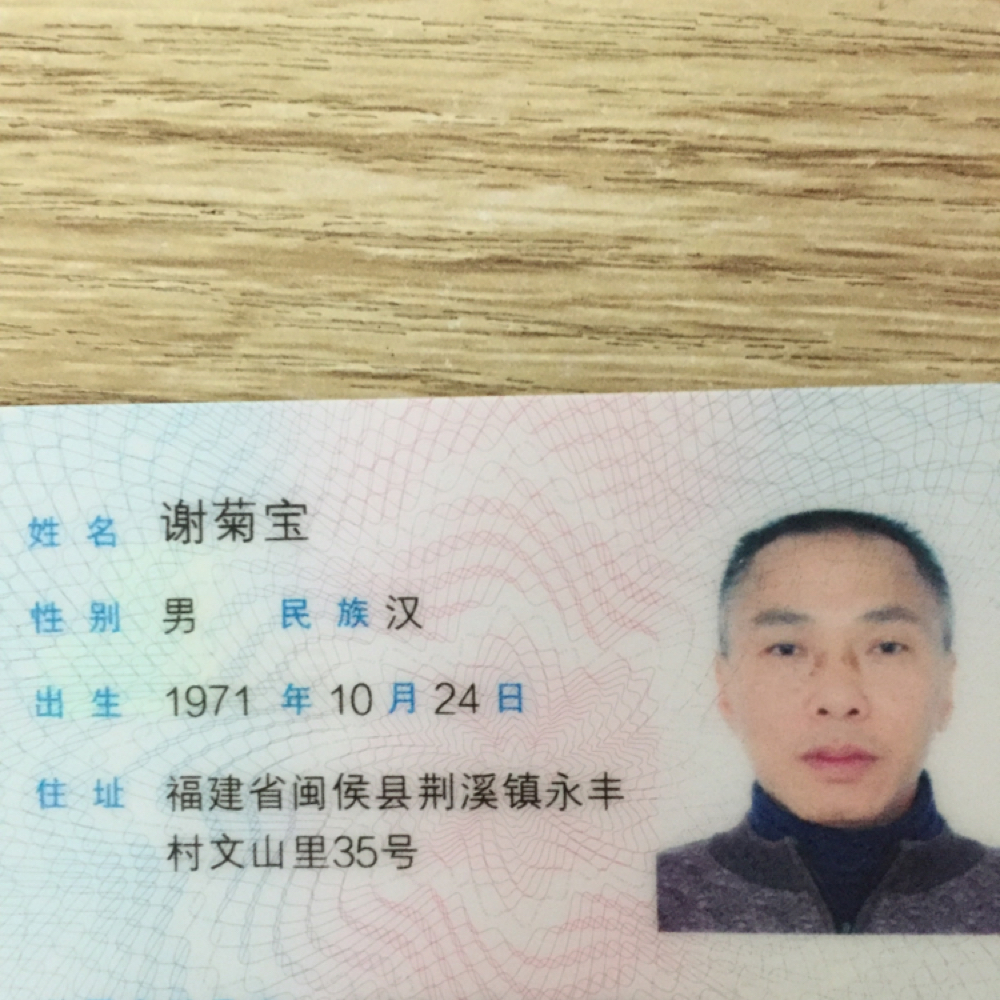 姓名 谢菊宝
性别 男 民族 汉
出生 1971 年 10 月 24 日
住址 福建省闽侯县荆溪镇永丰
村文山里35号